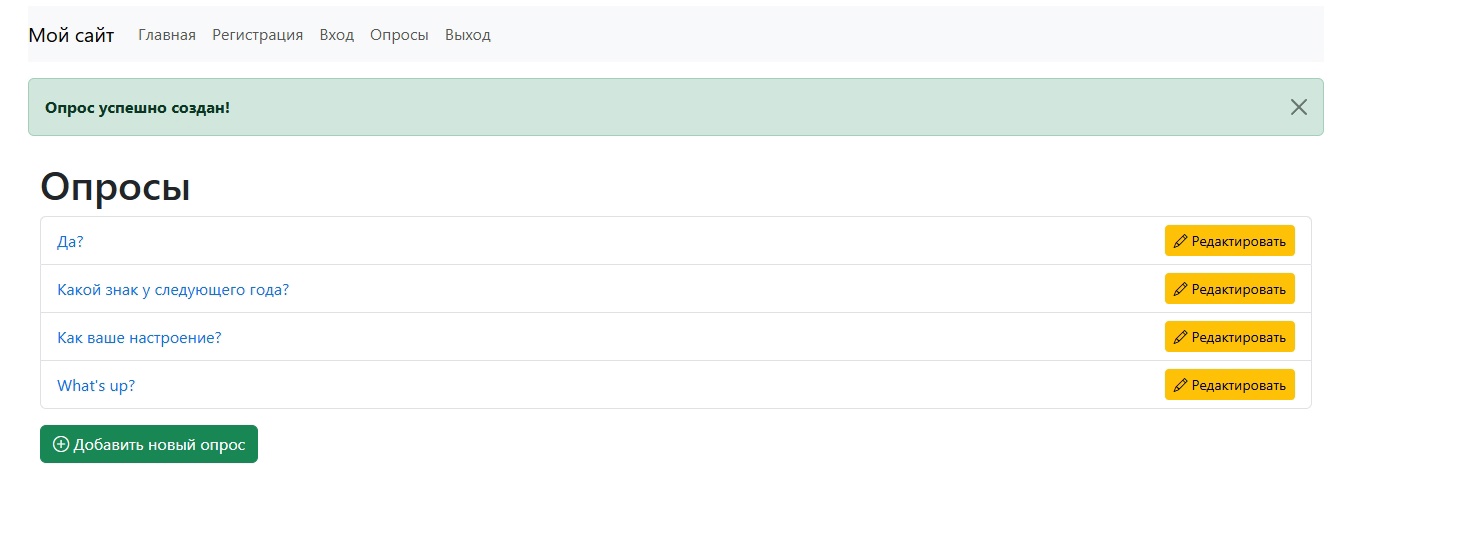 Мой сайт Главная Регистрация Вход Опросы Выход
Опрос успешно создан!
Опросы
Да? Редактировать
Какой знак у следующего года? Редактировать
Как ваше настроение? Редактировать
What's up? Редактировать
Добавить новый опрос